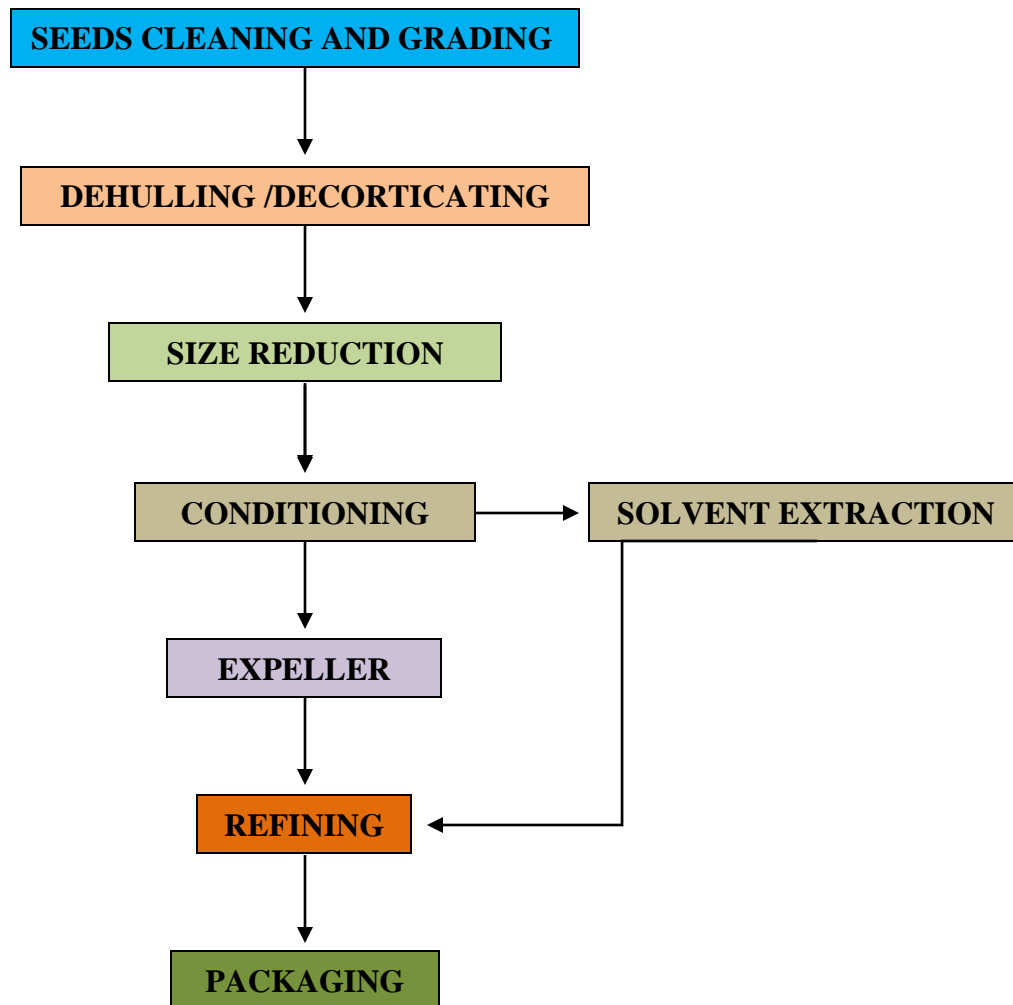 SEEDS CLEANING AND GRADING
DEHULLING /DECORTICATING
SIZE REDUCTION
CONDITIONING
SOLVENT EXTRACTION
EXPELLER
REFINING
PACKAGING